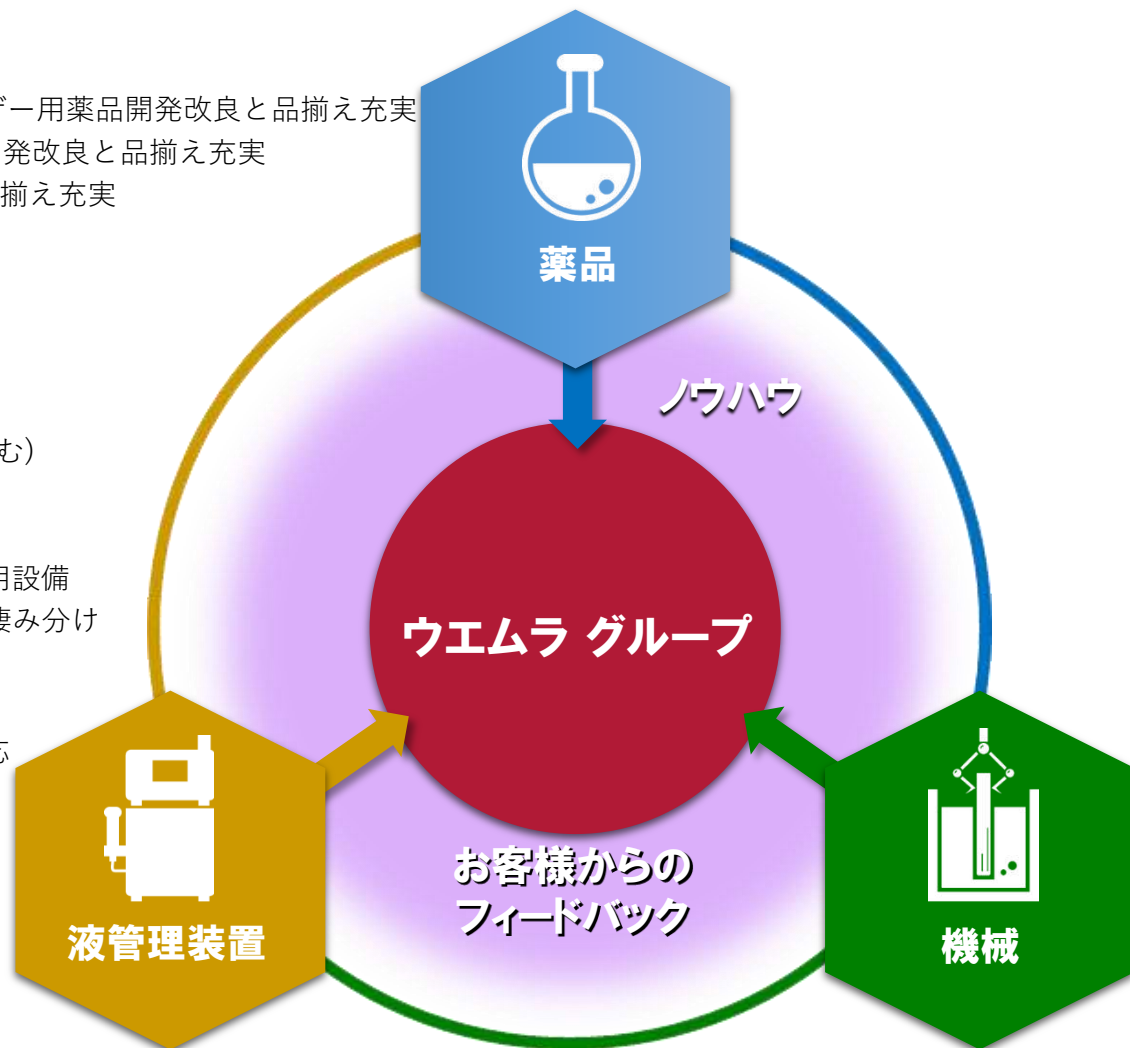 ザー用薬品開発改良と品揃え充実
発改良と品揃え充実
揃え充実
薬品
ノウハウ
む）
用設備
棲み分け
ウエムラ グループ
応
お客様からの
フィードバック
液管理装置
機械